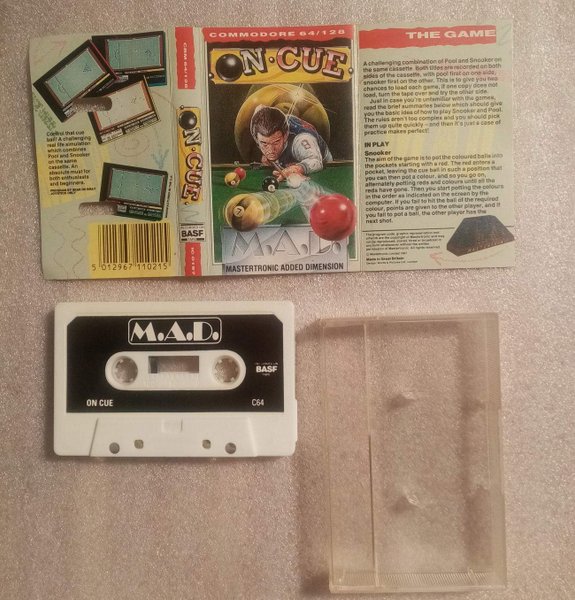 Control that cue
ball! A challenging
real life simulation
which combines
Pool and Snooker
on the same
cassette. An
absolute must for
both enthusiasts
and beginners.
5 012967 110215
CBM 64/128
ON CUE
BASF
COMMODORE 64/128
ON·CUE
M.A.D.
MASTERTRONIC ADDED DIMENSION
THE GAME
A challenging combination of Pool and Snooker on
the same cassette. Both titles are recorded on both
sides of the cassette, with pool first on one side,
snooker first on the other. This is to give you two
chances to load each game, if one copy does not
load, turn the tape over and try the other side.
Just in case you're unfamiliar with the games,
read the brief summaries below which should give
you the basic idea of how to play Snooker and Pool.
The rules aren't too complex and you should pick
them up quite quickly — and then it's just a case of
practice makes perfect!
IN PLAY
Snooker
The aim of the game is to pot the coloured balls into
the pockets starting with a red. The red enters a
pocket, leaving the cue ball in such a position that
you can then pot a colour, and so you go on,
alternately potting reds and colours until all the
reds have gone. Then you start potting the colours
in the order as indicated on the screen by the
computer. If you fail to hit the ball of the required
colour, points are given to the other player, and if
you fail to pot a ball, the other player has the
next shot.
Made in Great Britain
M.A.D.
BASF
ON CUE
C64